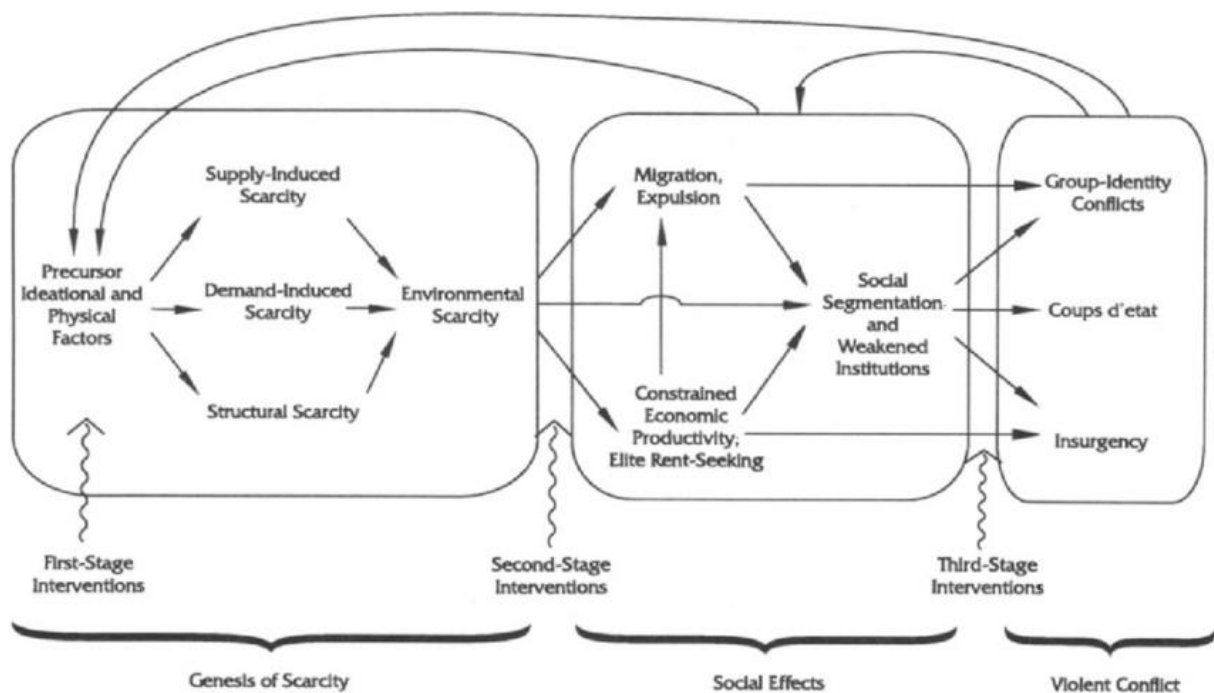 Supply-Induced
Scarcity
Migration,
Expulsion
Group-Identity
Conflicts
Precursor
Ideational and
Physical
Factors
Demand-Induced
Scarcity
Environmental
Scarcity
Social
Segmentation
and
Weakened
Institutions
Coups d'etat
Structural Scarcity
Constrained
Economic
Productivity;
Elite Rent-Seeking
Insurgency
First-Stage
Interventions
Second-Stage
Interventions
Third-Stage
Interventions
Genesis of Scarcity
Social Effects
Violent Conflict